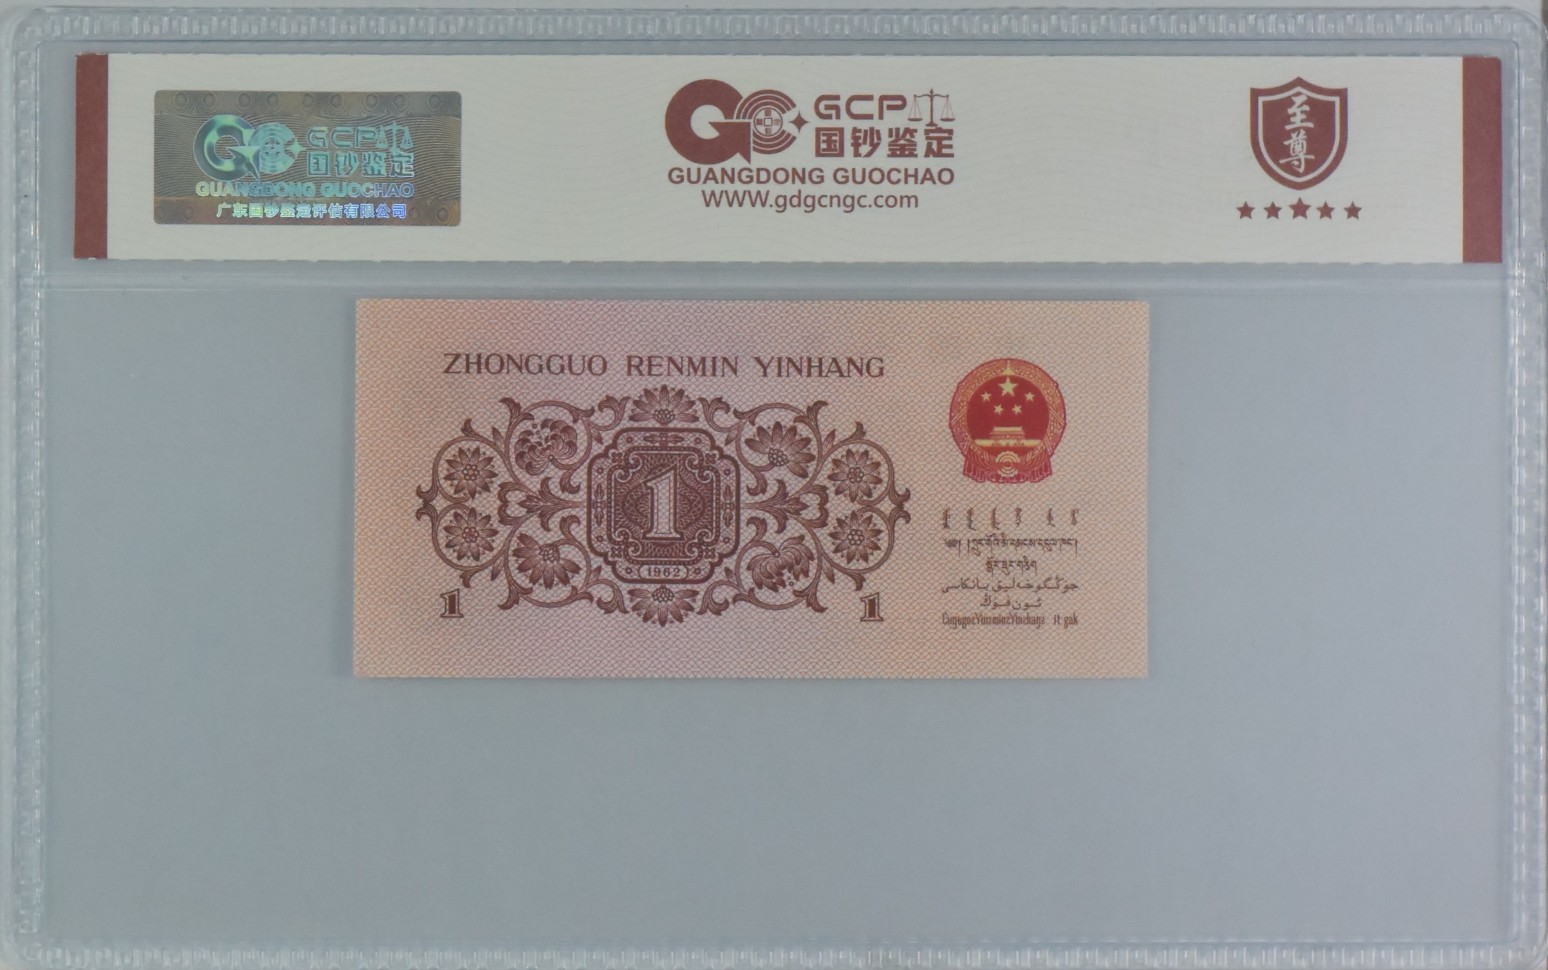 GCP
国钞鉴定
GUANGDONG GUOCHAO
广东国钞鉴定评估有限公司
GCP
国钞鉴定
GUANGDONG GUOCHAO
WWW.gdgcngc.com
至尊
ZHONGGUO RENMIN YINHANG
1
(1962)
1
1
جۇڭگوخەلىق بانكاسى